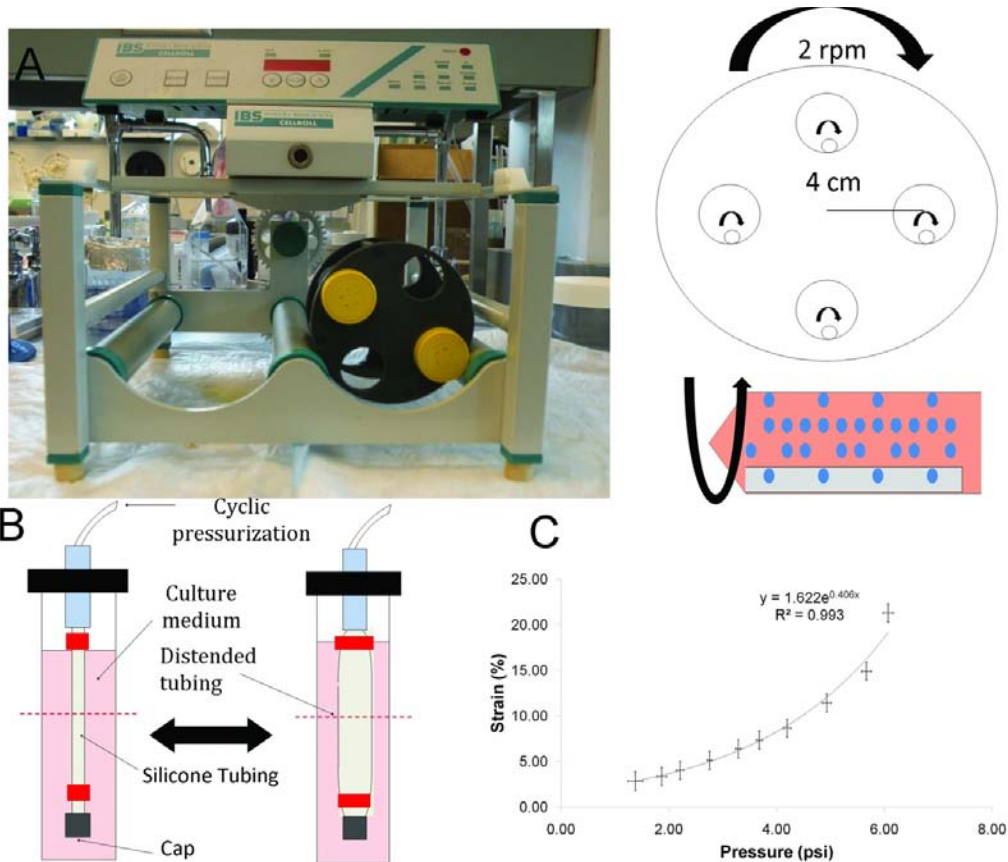 A
IBS
CELLROLL
IBS
CELLROLL
2 rpm
4 cm
B
Cyclic
pressurization
Culture
medium
Distended
tubing
Silicone Tubing
Cap
C
y = 1.622e^0.406x
R² = 0.993
Strain (%)
25.00
20.00
15.00
10.00
5.00
0.00
0.00 2.00 4.00 6.00 8.00
Pressure (psi)